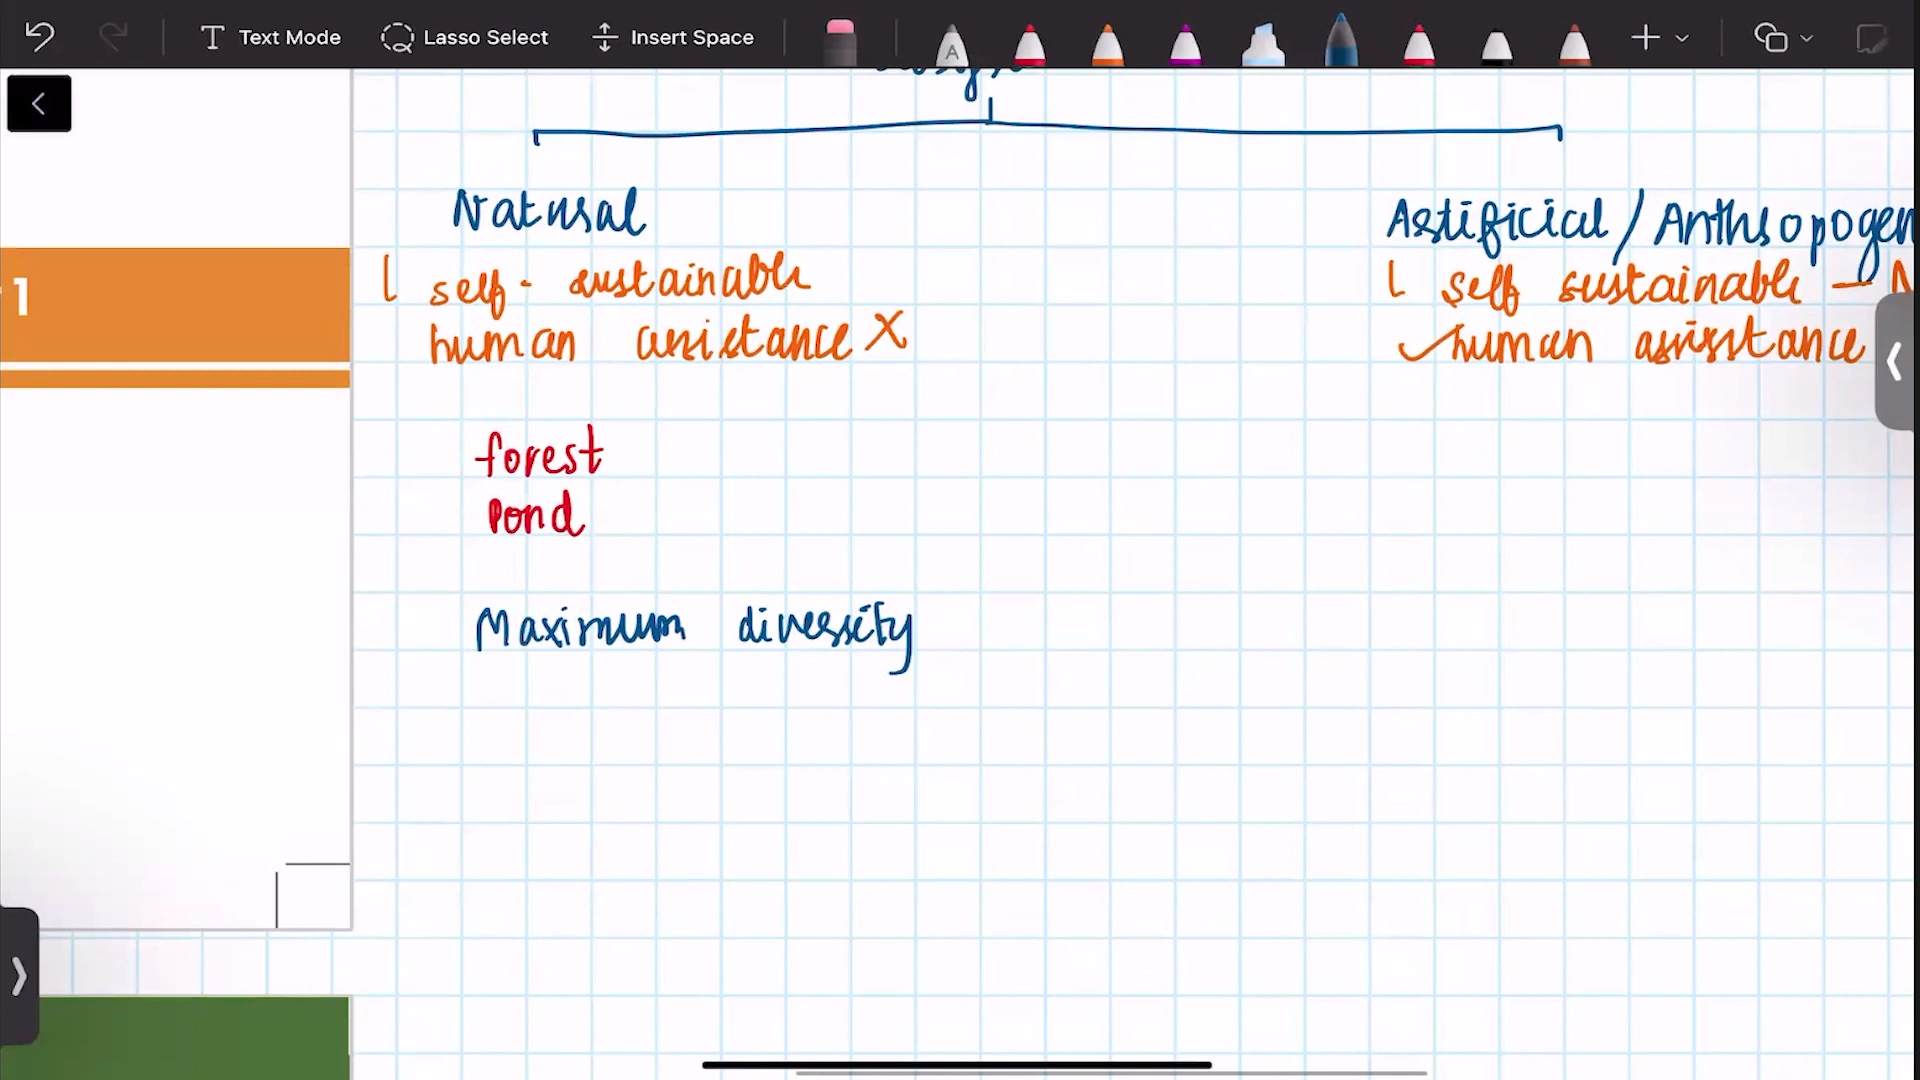 Text Mode
Lasso Select
Insert Space
A
Natural
Artificial / Anthropogen
self- sustainable
self sustainable - N
human assistance X
human assisstance
1
forest
Pond
Maximum diversity